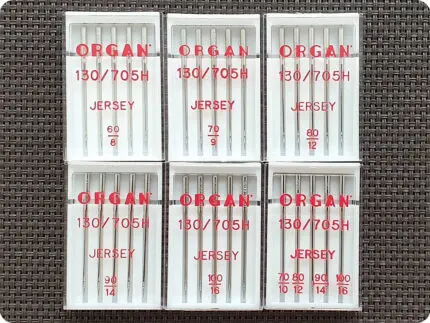 ORGAN
130/705H
JERSEY
60
8
ORGAN
130/705H
JERSEY
70
9
ORGAN
130/705H
JERSEY
80
12
ORGAN
130/705H
JERSEY
90
14
ORGAN
130/705H
JERSEY
100
16
ORGAN
130/705H
JERSEY
70 80 90 100
10 12 14 16